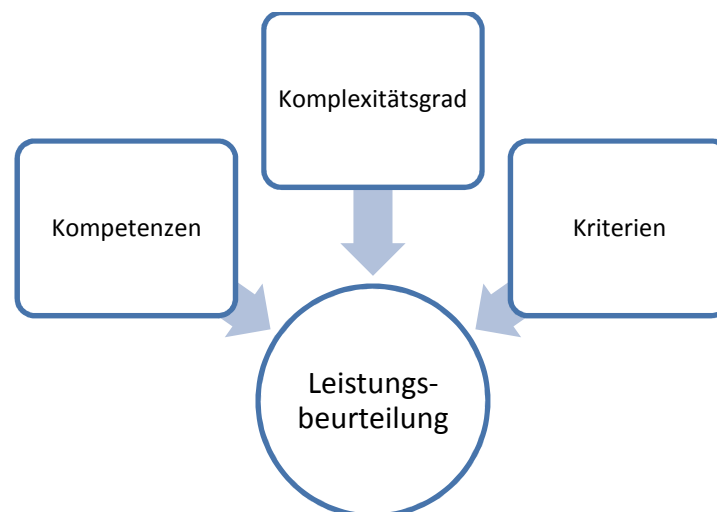 Komplexitätsgrad
Kompetenzen
Kriterien
Leistungs-
beurteilung